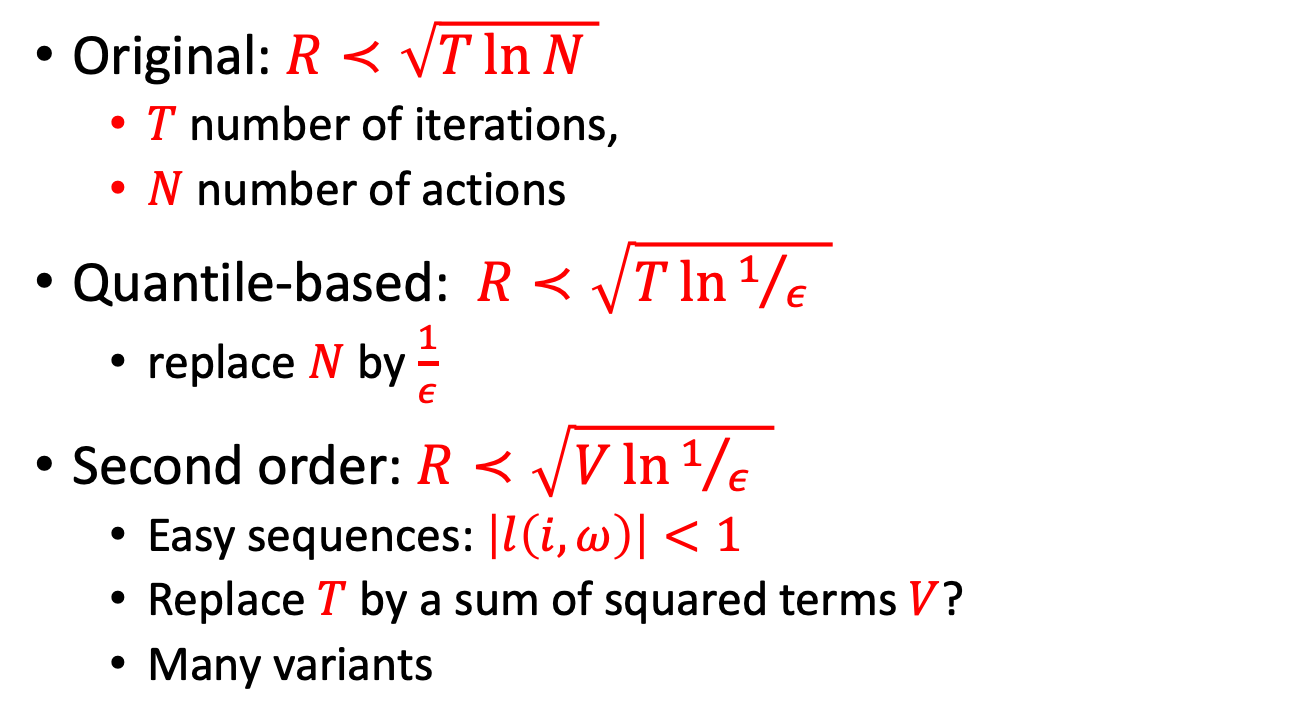 • Original: R ≺ √(T ln N)
• T number of iterations,
• N number of actions
• Quantile-based: R ≺ √(T ln 1/ϵ)
• replace N by 1/ϵ
• Second order: R ≺ √(V ln 1/ϵ)
• Easy sequences: |l(i, ω)| < 1
• Replace T by a sum of squared terms V?
• Many variants